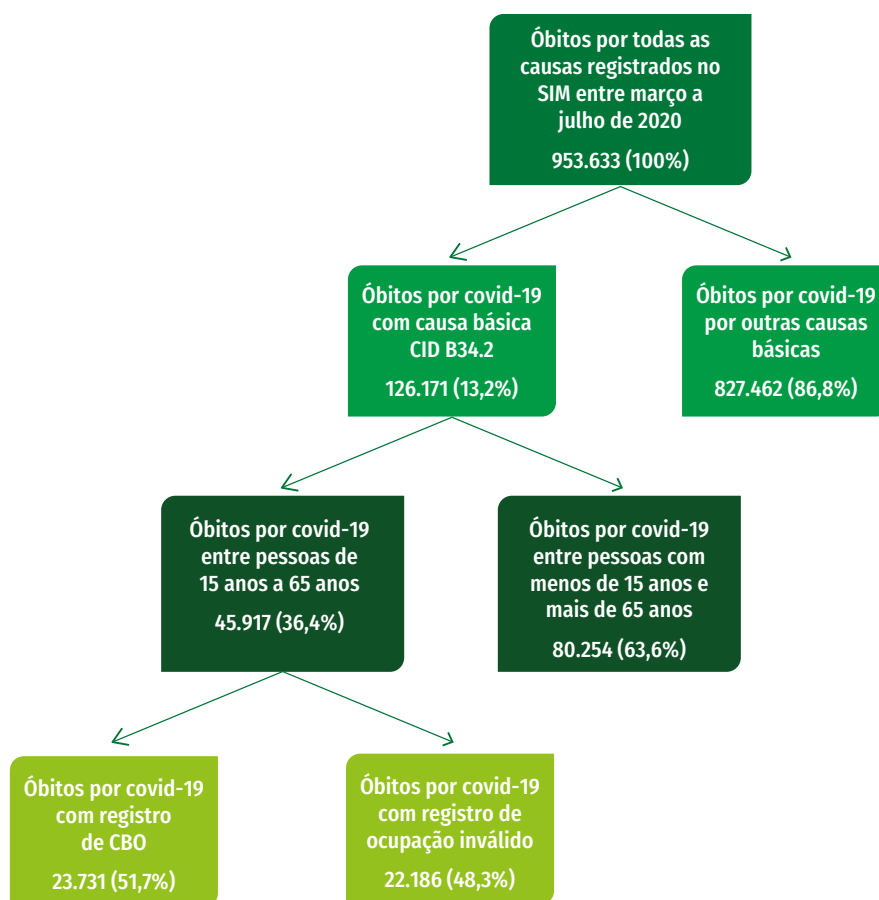 Óbitos por todas as
causas registrados no
SIM entre março a
julho de 2020
953.633 (100%)
Óbitos por covid-19
com causa básica
CID B34.2
126.171 (13,2%)
Óbitos por covid-19
por outras causas
básicas
827.462 (86,8%)
Óbitos por covid-19
entre pessoas de
15 anos a 65 anos
45.917 (36,4%)
Óbitos por covid-19
entre pessoas com
menos de 15 anos e
mais de 65 anos
80.254 (63,6%)
Óbitos por covid-19
com registro
de CBO
23.731 (51,7%)
Óbitos por covid-19
com registro de
ocupação inválido
22.186 (48,3%)